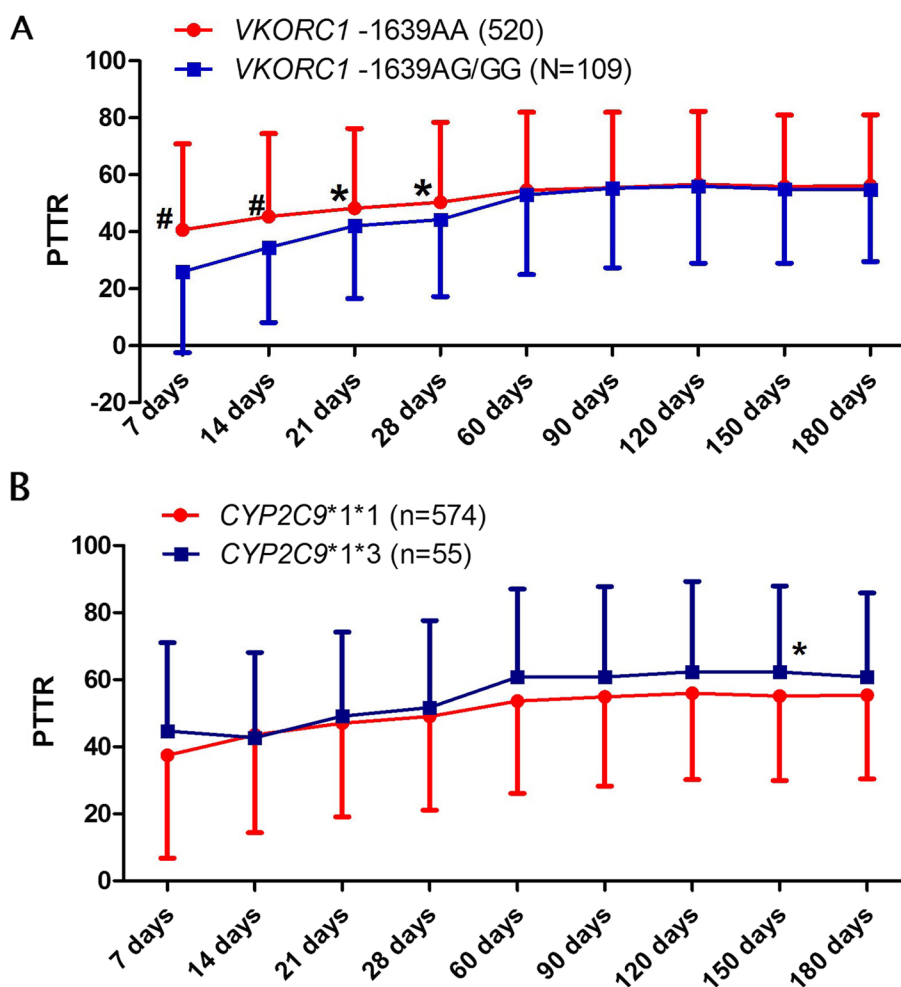 A
VKORC1 -1639AA (520)
VKORC1 -1639AG/GG (N=109)
100
80
60
40
20
0
-20
PTTR
#
#
*
*
7 days
14 days
21 days
28 days
60 days
90 days
120 days
150 days
180 days
B
CYP2C9*1*1 (n=574)
CYP2C9*1*3 (n=55)
100
80
60
40
20
0
PTTR
*
7 days
14 days
21 days
28 days
60 days
90 days
120 days
150 days
180 days